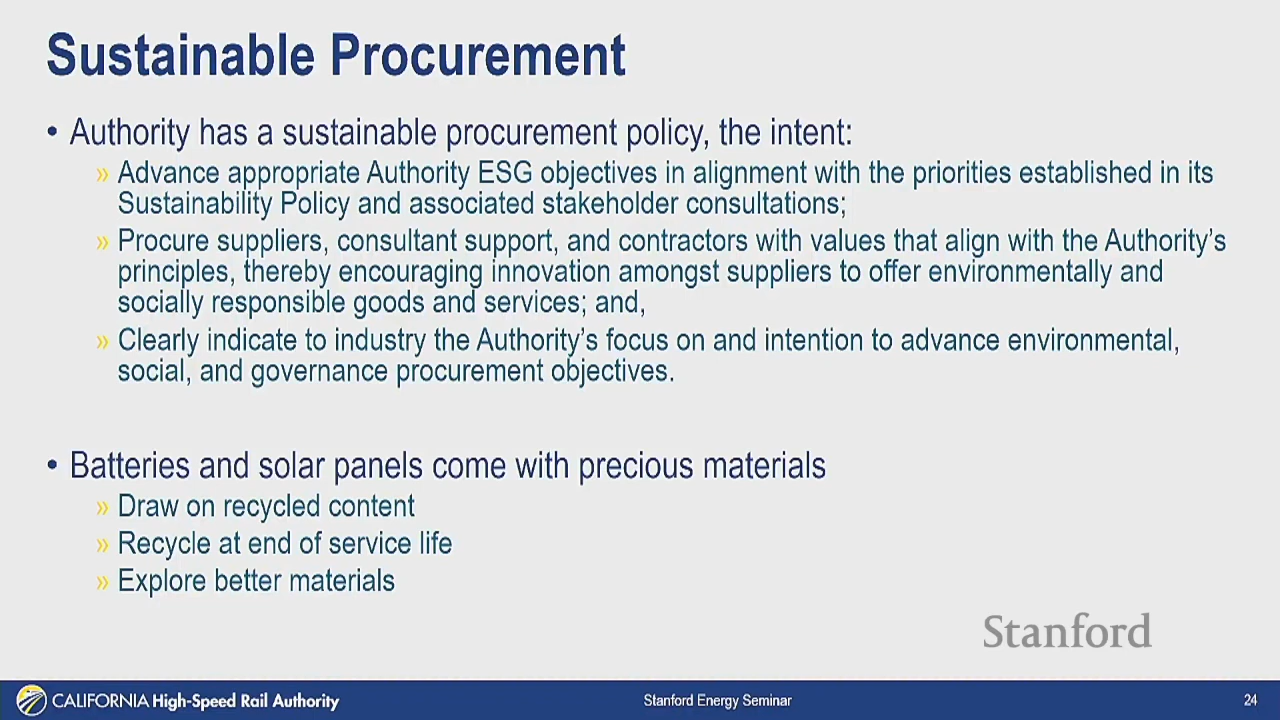 Sustainable Procurement
• Authority has a sustainable procurement policy, the intent:
» Advance appropriate Authority ESG objectives in alignment with the priorities established in its
Sustainability Policy and associated stakeholder consultations;
» Procure suppliers, consultant support, and contractors with values that align with the Authority's
principles, thereby encouraging innovation amongst suppliers to offer environmentally and
socially responsible goods and services; and,
» Clearly indicate to industry the Authority's focus on and intention to advance environmental,
social, and governance procurement objectives.
• Batteries and solar panels come with precious materials
» Draw on recycled content
» Recycle at end of service life
» Explore better materials
Stanford
CALIFORNIA High-Speed Rail Authority
Stanford Energy Seminar
24